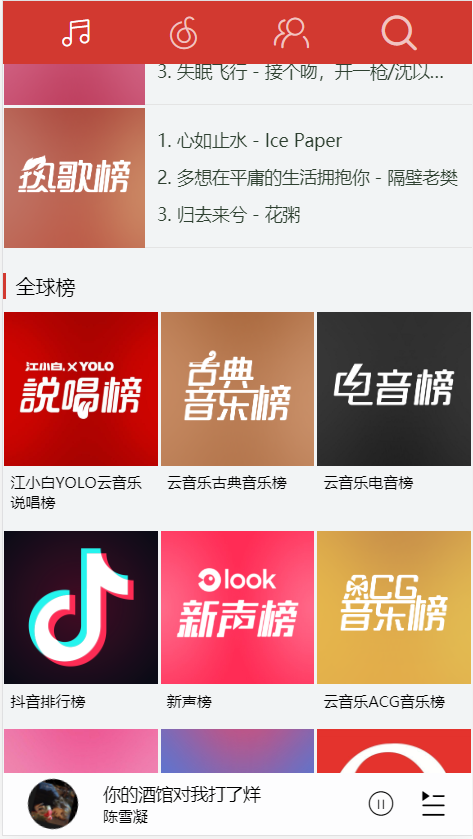 3. 失眠飞行 - 接个吻，开一枪/沈以...
热歌榜
1. 心如止水 - Ice Paper
2. 多想在平庸的生活拥抱你 - 隔壁老樊
3. 归去来兮 - 花粥
全球榜
江小白 X YOLO
說唱榜
古典
音乐榜
电音榜
江小白YOLO云音乐
说唱榜
云音乐古典音乐榜
云音乐电音榜
look
新声榜
ACG
音乐榜
抖音排行榜
新声榜
云音乐ACG音乐榜
你的酒馆对我打了烊
陈雪凝